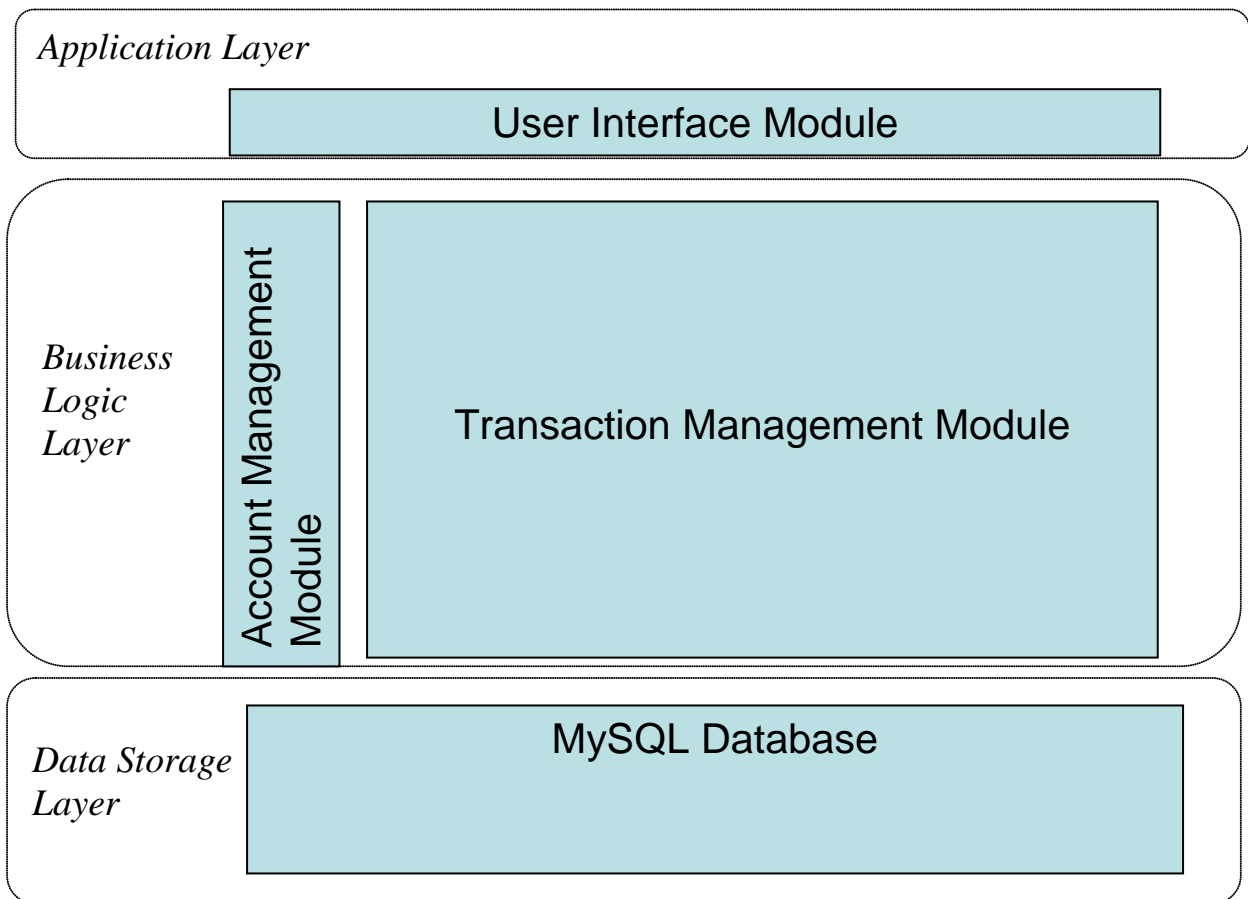 Application Layer
User Interface Module
Account Management
Module
Business
Logic
Layer
Transaction Management Module
MySQL Database
Data Storage
Layer